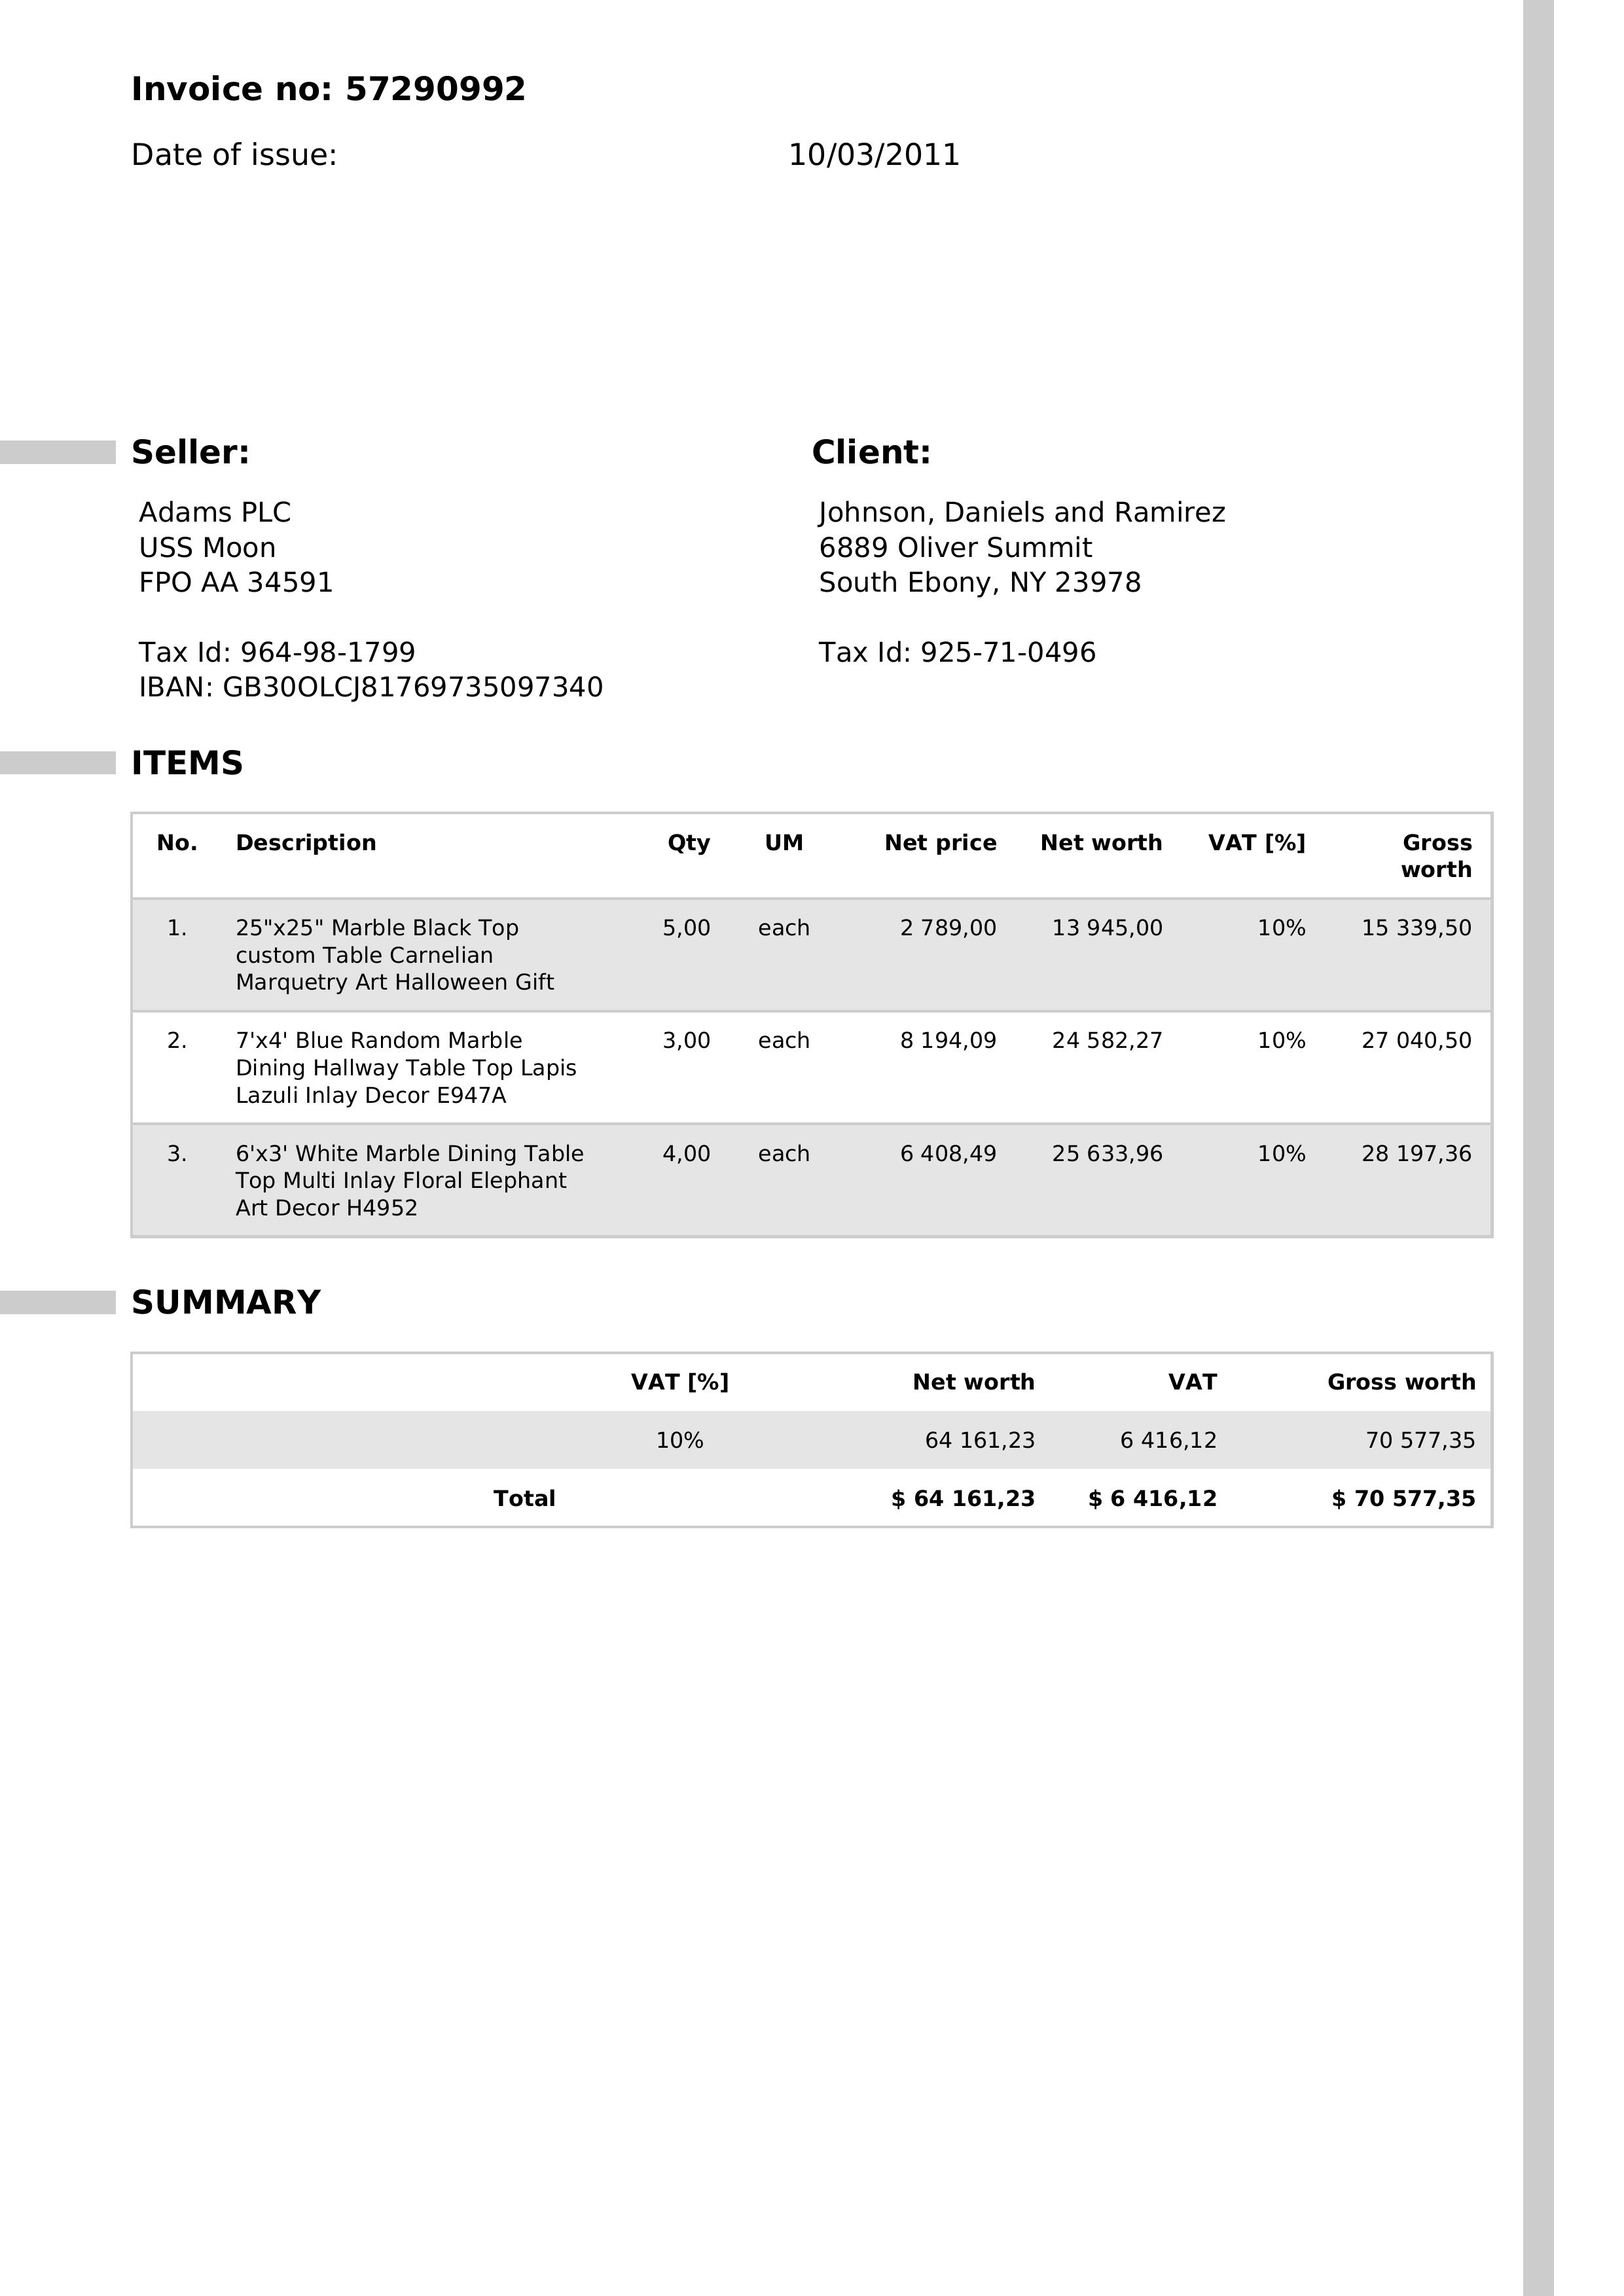 Invoice no: 57290992
Date of issue: 10/03/2011
Seller:
Adams PLC
USS Moon
FPO AA 34591
Tax Id: 964-98-1799
IBAN: GB30OLCJ81769735097340
Client:
Johnson, Daniels and Ramirez
6889 Oliver Summit
South Ebony, NY 23978
Tax Id: 925-71-0496
ITEMS
No. Description Qty UM Net price Net worth VAT [%] Gross
worth
1. 25"x25" Marble Black Top 5,00 each 2 789,00 13 945,00 10% 15 339,50
custom Table Carnelian
Marquetry Art Halloween Gift
2. 7'x4' Blue Random Marble 3,00 each 8 194,09 24 582,27 10% 27 040,50
Dining Hallway Table Top Lapis
Lazuli Inlay Decor E947A
3. 6'x3' White Marble Dining Table 4,00 each 6 408,49 25 633,96 10% 28 197,36
Top Multi Inlay Floral Elephant
Art Decor H4952
SUMMARY
VAT [%] Net worth VAT Gross worth
10% 64 161,23 6 416,12 70 577,35
Total $ 64 161,23 $ 6 416,12 $ 70 577,35